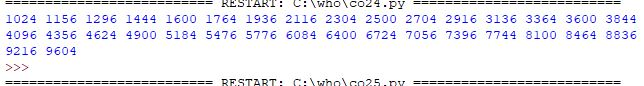 ========================= RESTART: C:\who\co24.py =========================
1024 1156 1296 1444 1600 1764 1936 2116 2304 2500 2704 2916 3136 3364 3600 3844
4096 4356 4624 4900 5184 5476 5776 6084 6400 6724 7056 7396 7744 8100 8464 8836
9216 9604
>>>
========================= RESTART: C:\who\co25.py =========================